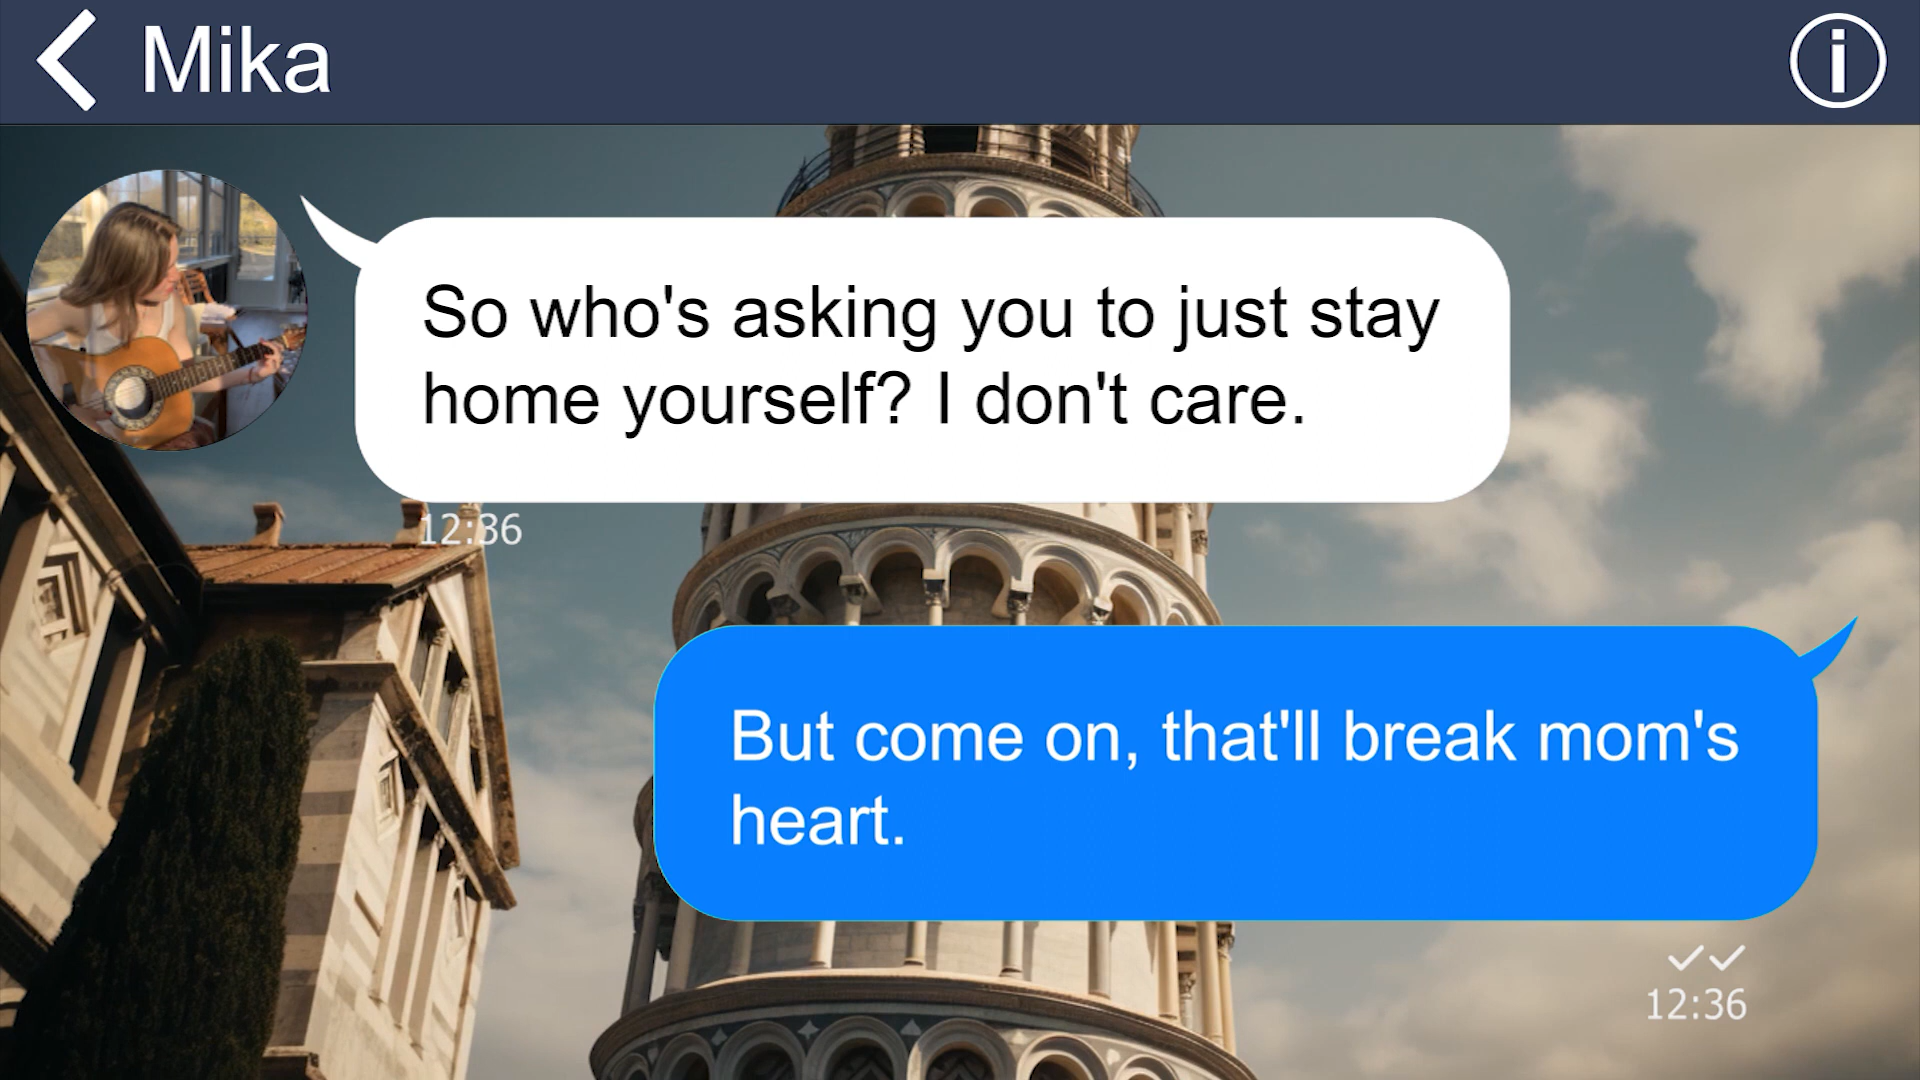 Mika
So who's asking you to just stay
home yourself? I don't care.
12:36
But come on, that'll break mom's
heart.
12:36